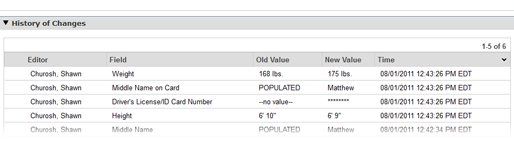 History of Changes
1-5 of 6
Editor Field Old Value New Value Time
Churosh, Shawn Weight 168 lbs. 175 lbs. 08/01/2011 12:43:26 PM EDT
Churosh, Shawn Middle Name on Card POPULATED Matthew 08/01/2011 12:43:26 PM EDT
Churosh, Shawn Driver's License/ID Card Number --no value-- ******** 08/01/2011 12:43:26 PM EDT
Churosh, Shawn Height 6' 10" 6' 9" 08/01/2011 12:43:26 PM EDT
Churosh, Shawn Middle Name POPULATED Matthew 08/01/2011 12:42:34 PM EDT